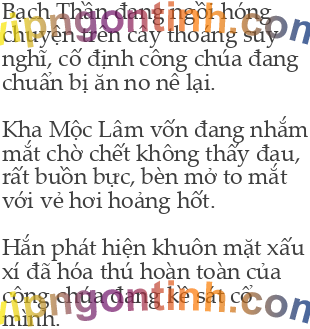 Bạch Thần đang ngồi hóng
chuyện trên cây thoáng suy
nghĩ, cố định công chúa đang
chuẩn bị ăn no nê lại.
Kha Mộc Lâm vốn đang nhắm
mắt chờ chết không thấy đau,
rất buồn bực, bèn mở to mắt
với vẻ hơi hoảng hốt.
Hắn phát hiện khuôn mặt xấu
xí đã hóa thú hoàn toàn của
công chúa đang kề sát cổ
mình.
vnpngontinh.com
vnpngontinh.com